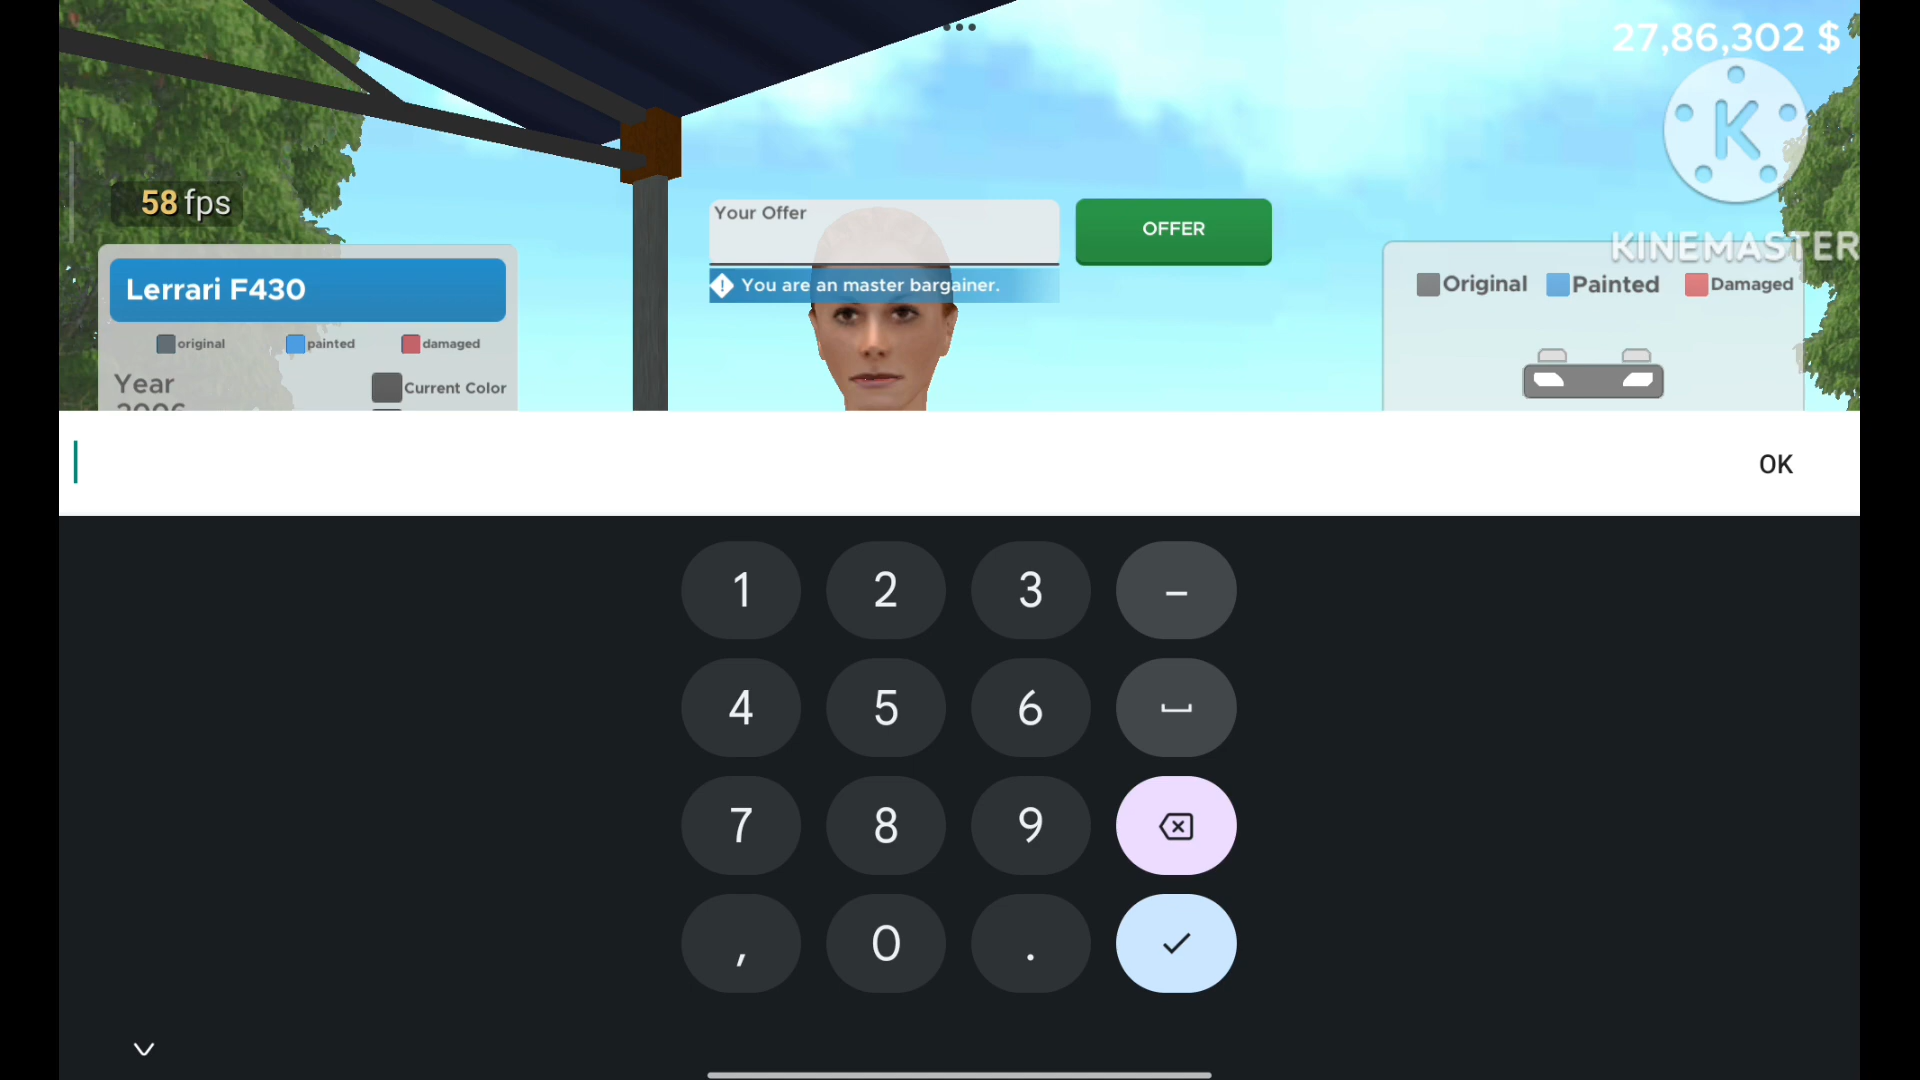 27,86,302 $
K
KINEMASTER
58 fps
Your Offer
OFFER
You are an master bargainer.
Lerrari F430
original painted damaged
Year
2006
Current Color
Original Painted Damaged
OK
1 2 3 –
4 5 6
7 8 9
, 0 .